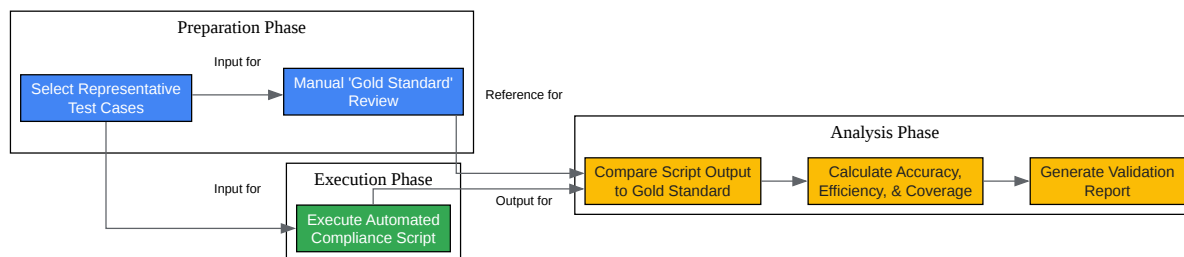 Preparation Phase
Input for
Select Representative
Test Cases
Manual 'Gold Standard'
Review
Reference for
Analysis Phase
Compare Script Output
to Gold Standard
Calculate Accuracy,
Efficiency, & Coverage
Generate Validation
Report
Input for
Execution Phase
Output for
Execute Automated
Compliance Script